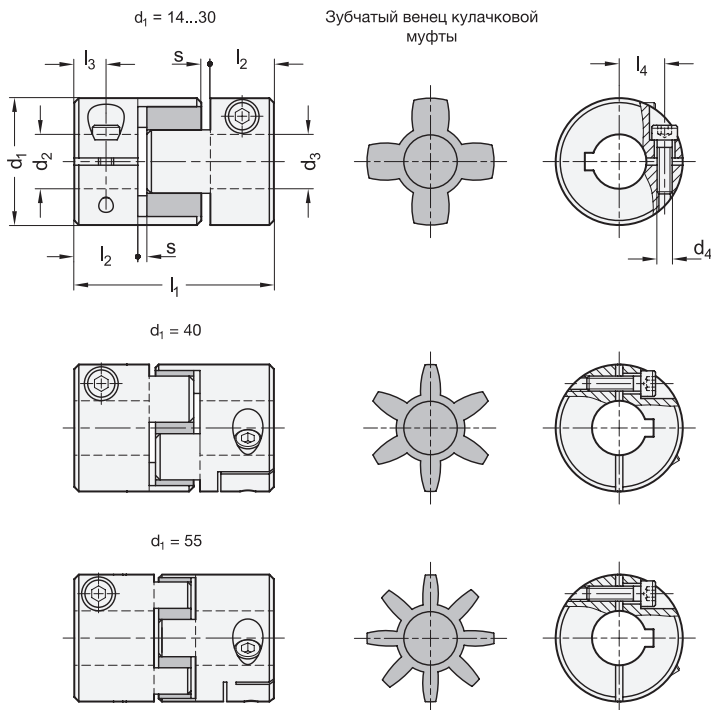 d₁ = 14...30
Зубчатый венец кулачковой
муфты
l₃
s
l₂
l₄
d₁
d₂
d₃
d₄
l₂
s
l₁
d₁ = 40
d₁ = 55